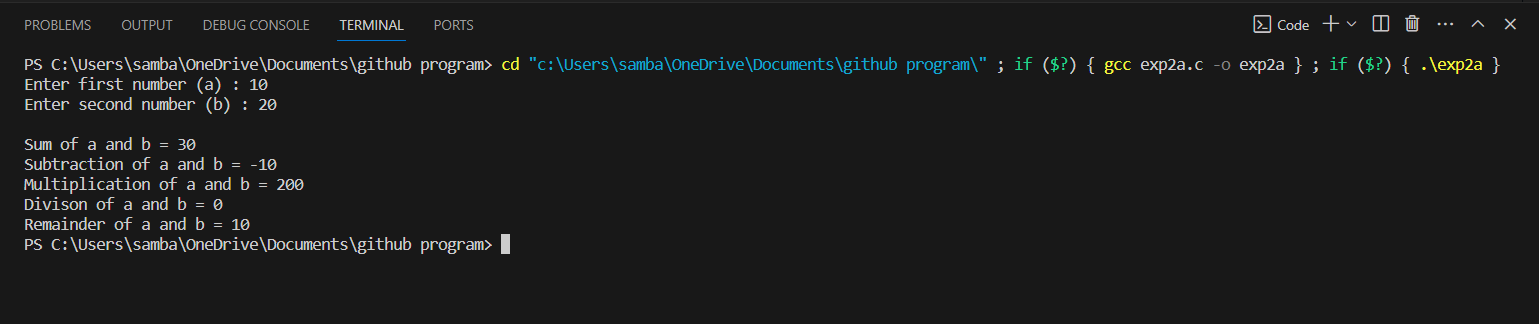 PROBLEMS OUTPUT DEBUG CONSOLE TERMINAL PORTS Code
PS C:\Users\samba\OneDrive\Documents\github program> cd "c:\Users\samba\OneDrive\Documents\github program\" ; if ($?) { gcc exp2a.c -o exp2a } ; if ($?) { .\exp2a }
Enter first number (a) : 10
Enter second number (b) : 20
Sum of a and b = 30
Subtraction of a and b = -10
Multiplication of a and b = 200
Divison of a and b = 0
Remainder of a and b = 10
PS C:\Users\samba\OneDrive\Documents\github program>